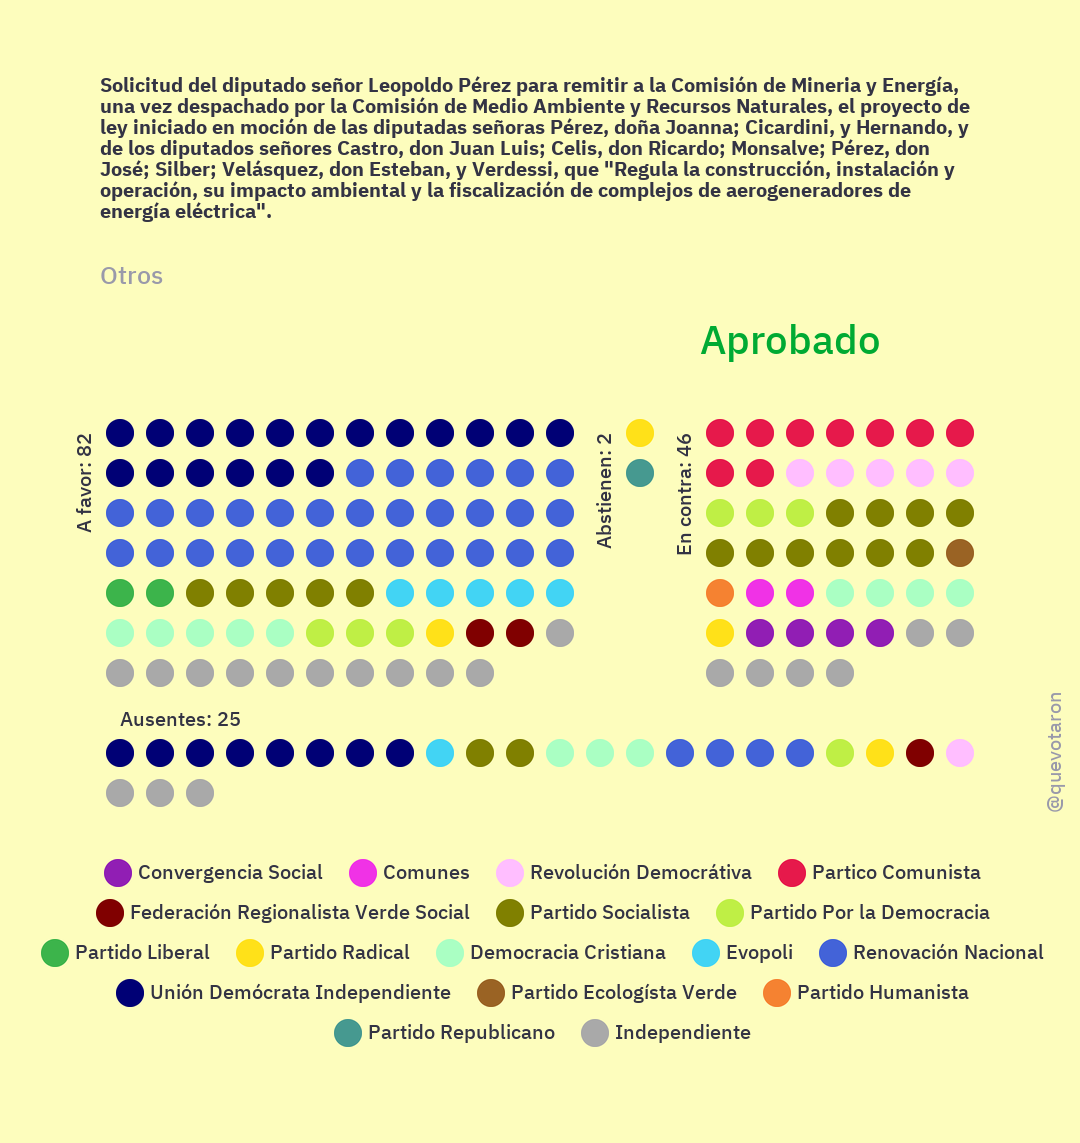 Solicitud del diputado señor Leopoldo Pérez para remitir a la Comisión de Mineria y Energía,
una vez despachado por la Comisión de Medio Ambiente y Recursos Naturales, el proyecto de
ley iniciado en moción de las diputadas señoras Pérez, doña Joanna; Cicardini, y Hernando, y
de los diputados señores Castro, don Juan Luis; Celis, don Ricardo; Monsalve; Pérez, don
José; Silber; Velásquez, don Esteban, y Verdessi, que "Regula la construcción, instalación y
operación, su impacto ambiental y la fiscalización de complejos de aerogeneradores de
energía eléctrica".
Otros
Aprobado
A favor: 82
Abstienen: 2
En contra: 46
Ausentes: 25
@quevotaron
Convergencia Social Comunes Revolución Democrátiva Partico Comunista
Federación Regionalista Verde Social Partido Socialista Partido Por la Democracia
Partido Liberal Partido Radical Democracia Cristiana Evopoli Renovación Nacional
Unión Demócrata Independiente Partido Ecologísta Verde Partido Humanista
Partido Republicano Independiente